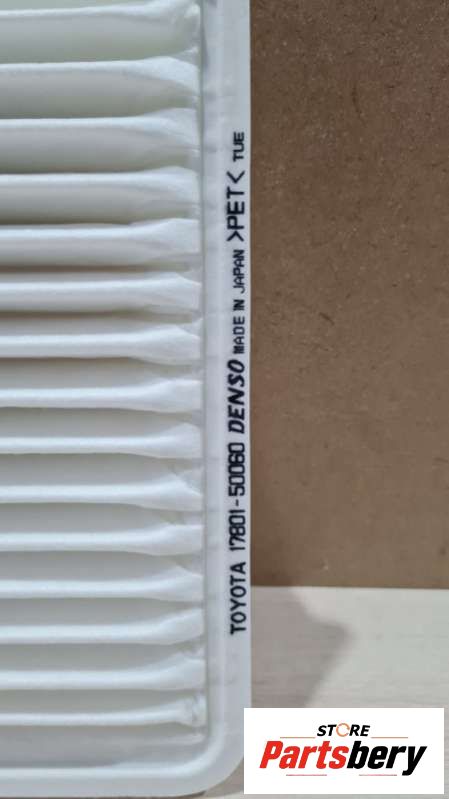 TOYOTA 17801-50060 DENSO MADE IN JAPAN >PET< TUE
STORE
Partsbery